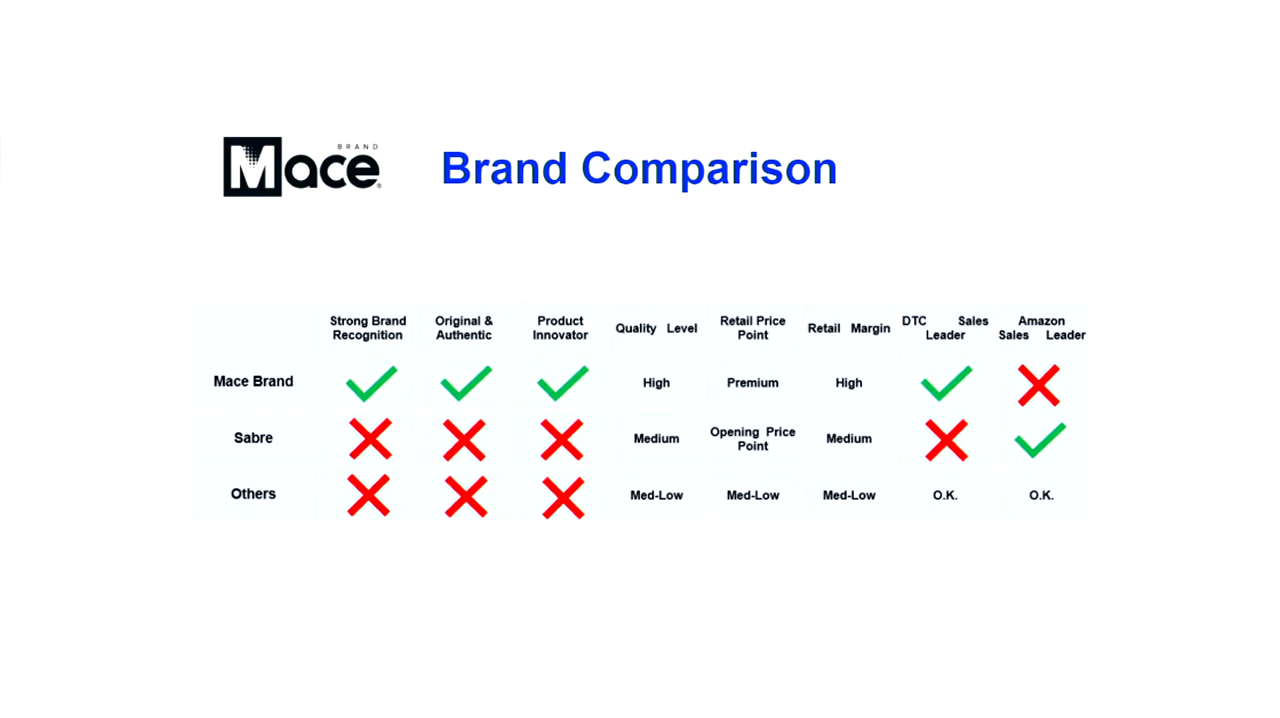 BRAND
Mace®
Brand Comparison
Strong Brand Recognition
Original & Authentic
Product Innovator
Quality Level
Retail Price Point
Retail Margin
DTC Sales Leader
Amazon Sales Leader
Mace Brand
High
Premium
High
Sabre
Medium
Opening Price Point
Medium
Others
Med-Low
Med-Low
Med-Low
O.K.
O.K.